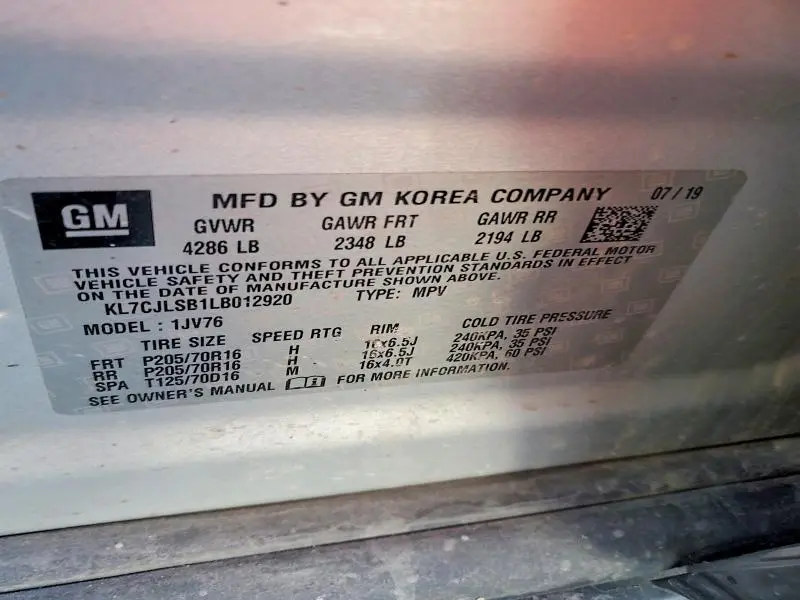 GM
MFD BY GM KOREA COMPANY 07 / 19
GVWR GAWR FRT GAWR RR
4286 LB 2348 LB 2194 LB
THIS VEHICLE CONFORMS TO ALL APPLICABLE U.S. FEDERAL MOTOR
VEHICLE SAFETY AND THEFT PREVENTION STANDARDS IN EFFECT
ON THE DATE OF MANUFACTURE SHOWN ABOVE.
KL7CJLSB1LB012920 TYPE: MPV
MODEL : 1JV76
TIRE SIZE SPEED RTG RIM COLD TIRE PRESSURE
FRT P205/70R16 H 16x6.5J 240KPA, 35 PSI
RR P205/70R16 H 16x6.5J 240KPA, 35 PSI
SPA T125/70D16 M 16x4.0T 420KPA, 60 PSI
SEE OWNER'S MANUAL FOR MORE INFORMATION.